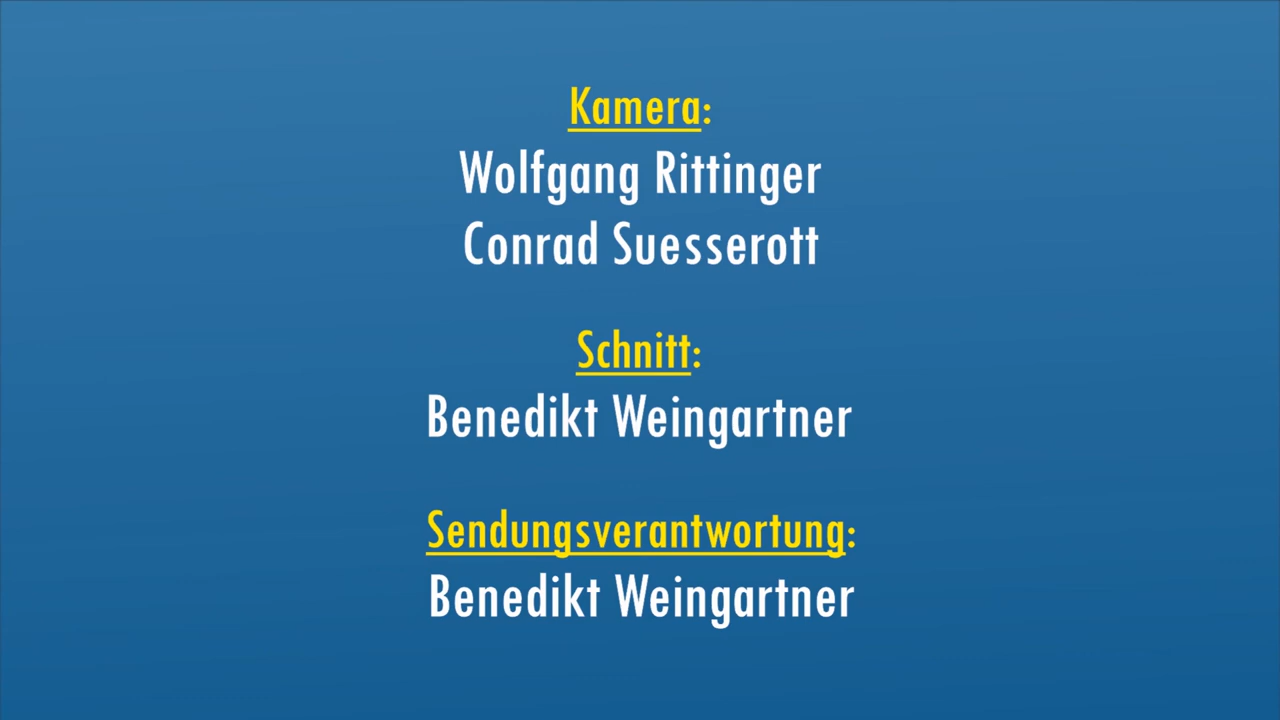 Kamera:
Wolfgang Rittinger
Conrad Suesserott
Schnitt:
Benedikt Weingartner
Sendungsverantwortung:
Benedikt Weingartner